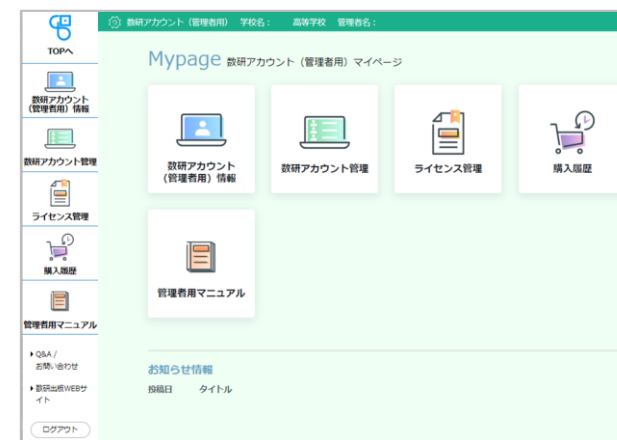 数研アカウント（管理者用） 学校名： 高等学校 管理者名：
TOPへ
数研アカウント
（管理者用）情報
数研アカウント管理
ライセンス管理
購入履歴
管理者用マニュアル
Q&A /
お問い合わせ
数研出版WEBサ
イト
ログアウト
Mypage 数研アカウント（管理者用）マイページ
数研アカウント
（管理者用）情報
数研アカウント管理
ライセンス管理
購入履歴
管理者用マニュアル
お知らせ情報
投稿日 タイトル